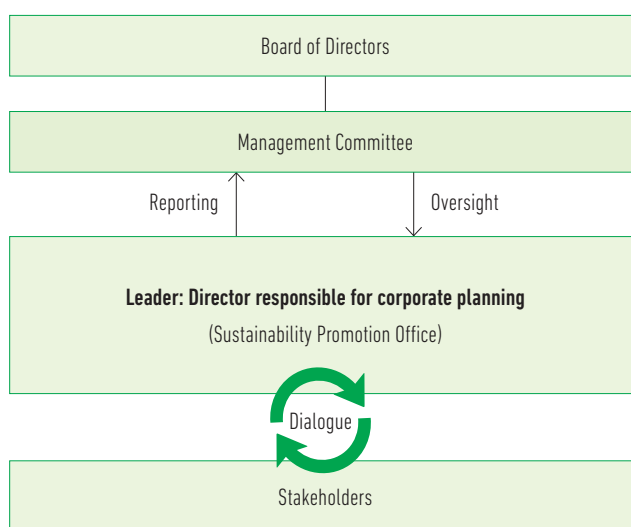 Board of Directors
Management Committee
Reporting
Oversight
Leader: Director responsible for corporate planning
(Sustainability Promotion Office)
Dialogue
Stakeholders